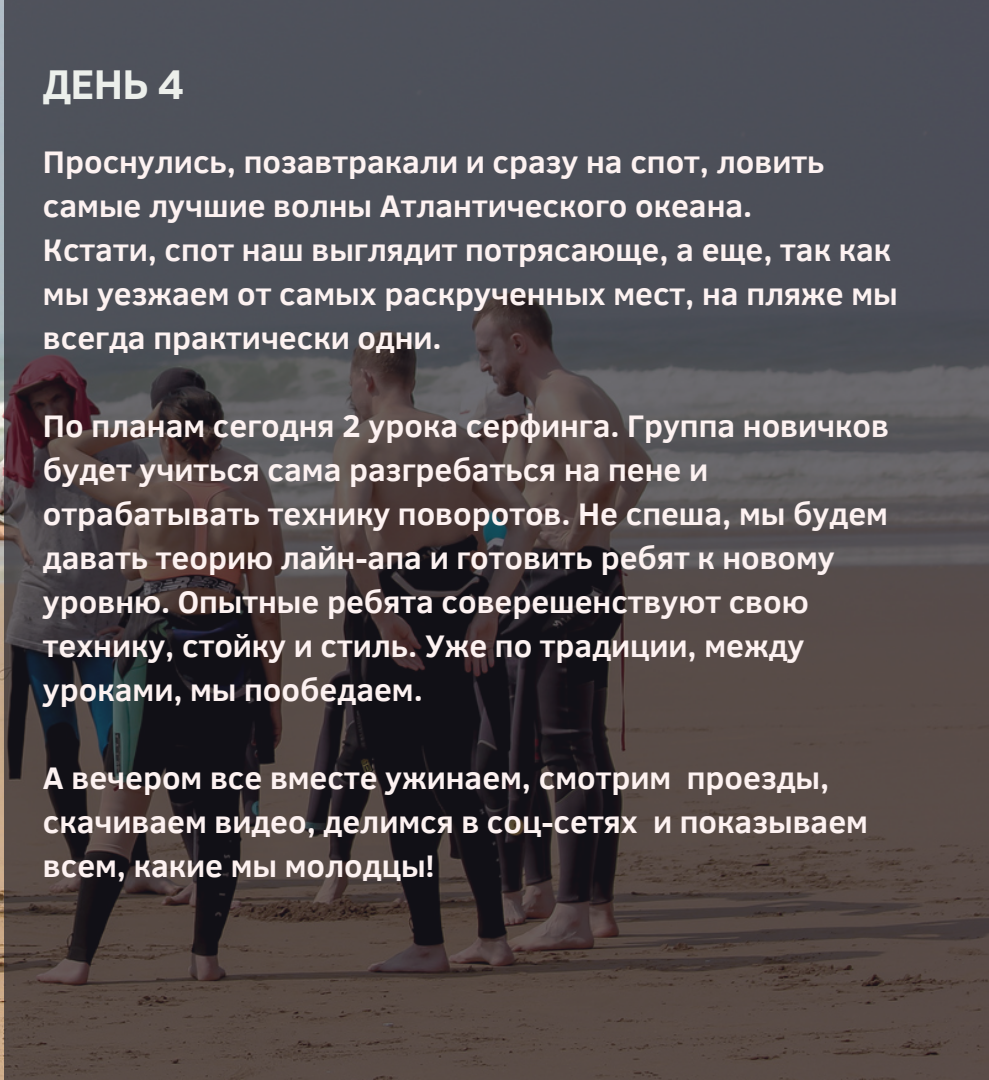 ДЕНЬ 4
Проснулись, позавтракали и сразу на спот, ловить
самые лучшие волны Атлантического океана.
Кстати, спот наш выглядит потрясающе, а еще, так как
мы уезжаем от самых раскрученных мест, на пляже мы
всегда практически одни.
По планам сегодня 2 урока серфинга. Группа новичков
будет учиться сама разгребаться на пене и
отрабатывать технику поворотов. Не спеша, мы будем
давать теорию лайн-апа и готовить ребят к новому
уровню. Опытные ребята соверешенствуют свою
технику, стойку и стиль. Уже по традиции, между
уроками, мы пообедаем.
А вечером все вместе ужинаем, смотрим  проезды,
скачиваем видео, делимся в соц-сетях  и показываем
всем, какие мы молодцы!